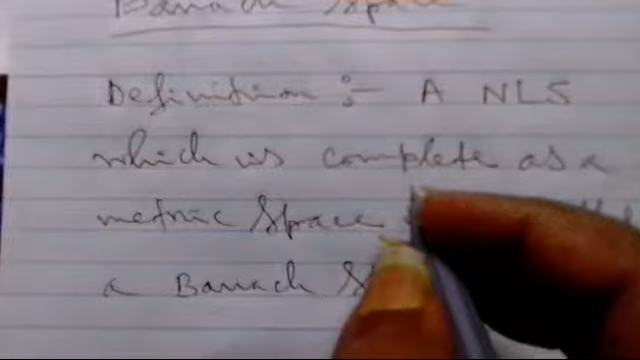 Banach Space
Definition :- A NLS
which is complete as a
metric space
a Banach